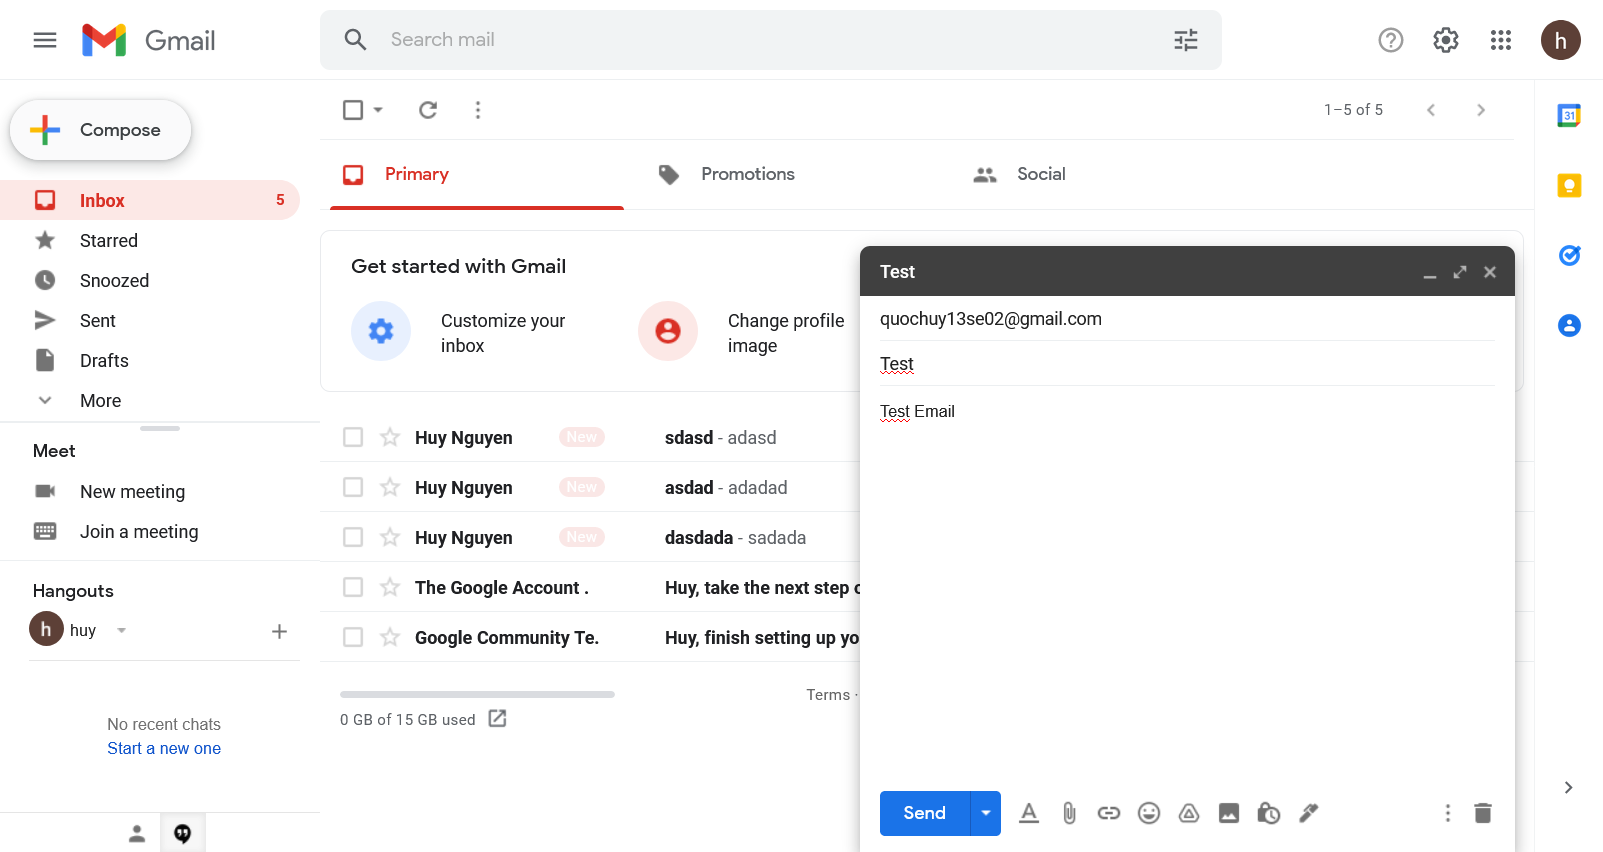 Gmail
Search mail
h
Compose
1–5 of 5
31
Primary
Promotions
Social
Inbox 5
Starred
Snoozed
Sent
Drafts
More
Get started with Gmail
Customize your
inbox
Change profile
image
Test
quochuy13se02@gmail.com
Test
Test Email
Send
Huy Nguyen New sdasd - adasd
Huy Nguyen New asdad - adadad
Huy Nguyen New dasdada - sadada
The Google Account . Huy, take the next step
Google Community Te. Huy, finish setting up yo
0 GB of 15 GB used
Terms ·
Meet
New meeting
Join a meeting
Hangouts
h huy
No recent chats
Start a new one